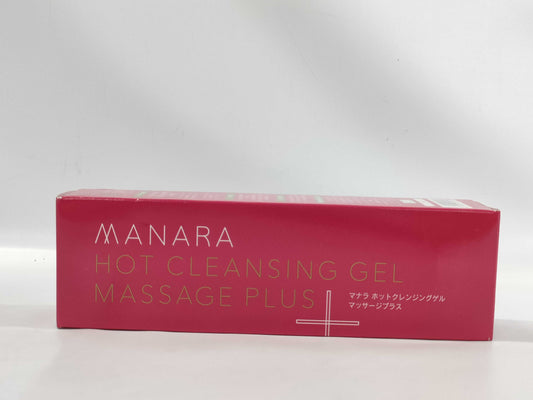 MANARA
HOT CLEANSING GEL
MASSAGE PLUS
マナラ ホットクレンジングゲル
マッサージプラス